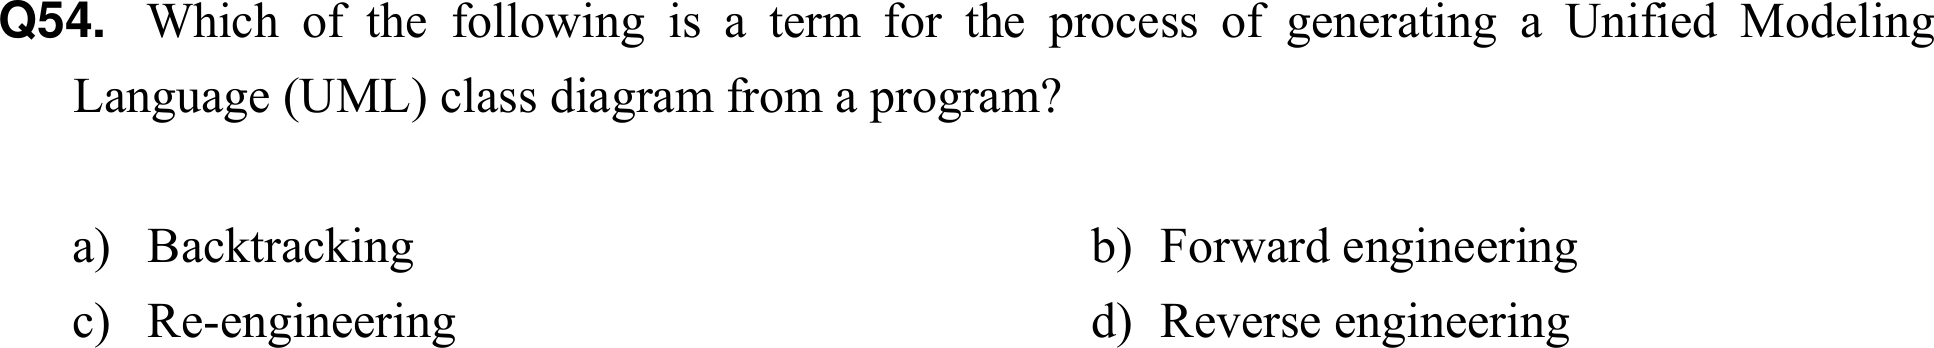 Q54. Which of the following is a term for the process of generating a Unified Modeling
Language (UML) class diagram from a program?
a) Backtracking b) Forward engineering
c) Re-engineering d) Reverse engineering